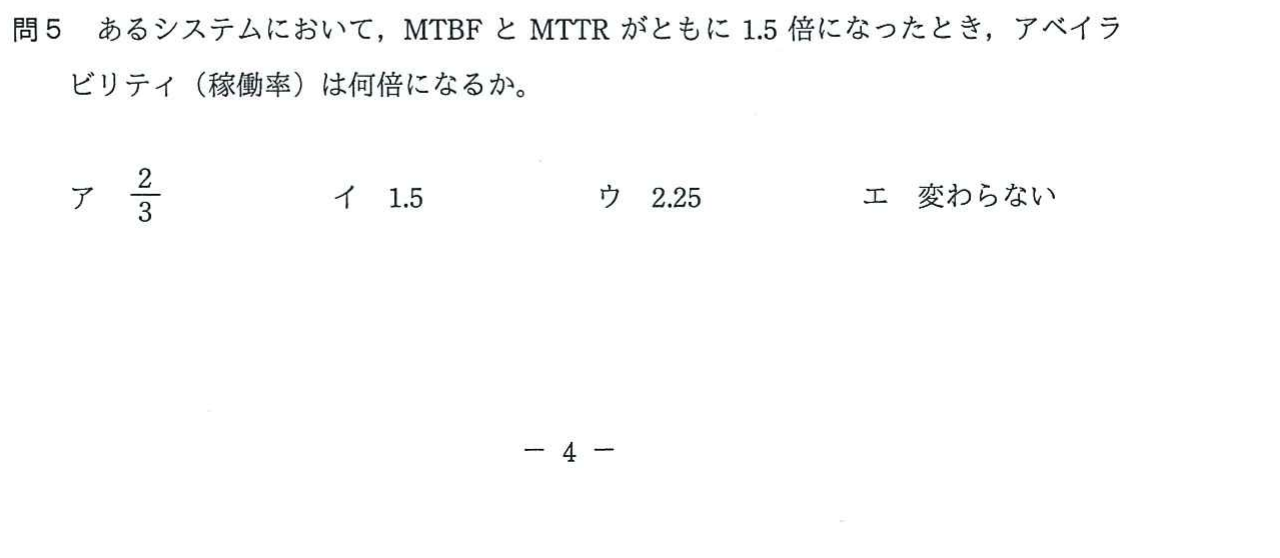 問5 あるシステムにおいて，MTBF と MTTR がともに 1.5 倍になったとき，アベイラ
ビリティ（稼働率）は何倍になるか。
ア 2/3 イ 1.5 ウ 2.25 エ 変わらない
－ 4 －